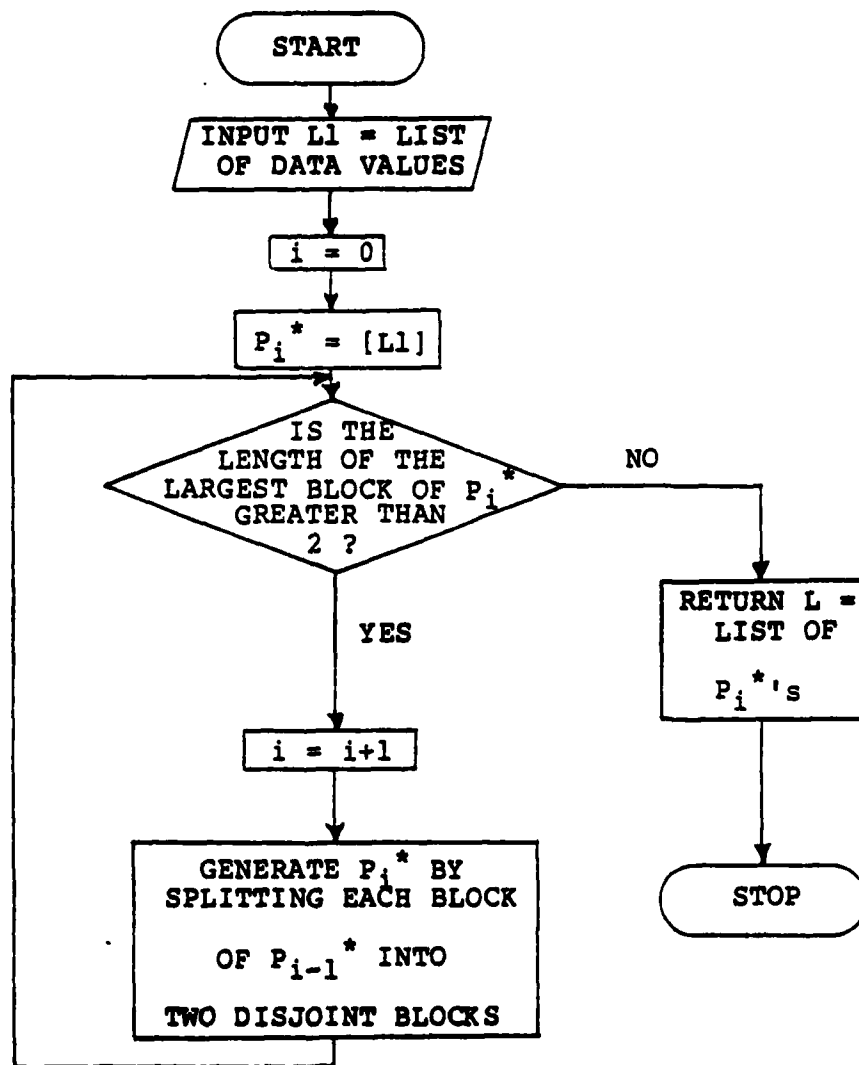 START
INPUT L1 = LIST
OF DATA VALUES
i = 0
P_i^* = [L1]
IS THE
LENGTH OF THE
LARGEST BLOCK OF P_i^*
GREATER THAN
2 ?
NO
YES
RETURN L =
LIST OF
P_i^*'s
i = i+1
GENERATE P_i^* BY
SPLITTING EACH BLOCK
OF P_{i-1}^* INTO
TWO DISJOINT BLOCKS
STOP